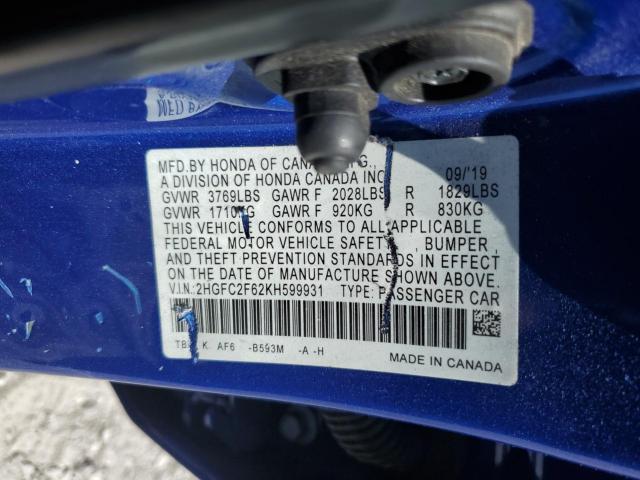 MFD.BY HONDA OF
A DIVISION OF HONDA CANADA INC. 09/'19
GVWR 3769LBS GAWR F 2028LBS R 1829LBS
GVWR GAWR F 920KG R 830KG
THIS VEHICLE CONFORMS TO ALL APPLICABLE
FEDERAL MOTOR VEHICLE , BUMPER,
AND THEFT PREVENTION STANDARDS IN EFFECT
ON THE DATE OF MANUFACTURE SHOWN ABOVE.
V.I.N.:2HGFC2F62KH599931 TYPE: PASSENGER CAR
AF6 -B593M -A -H
MADE IN CANADA